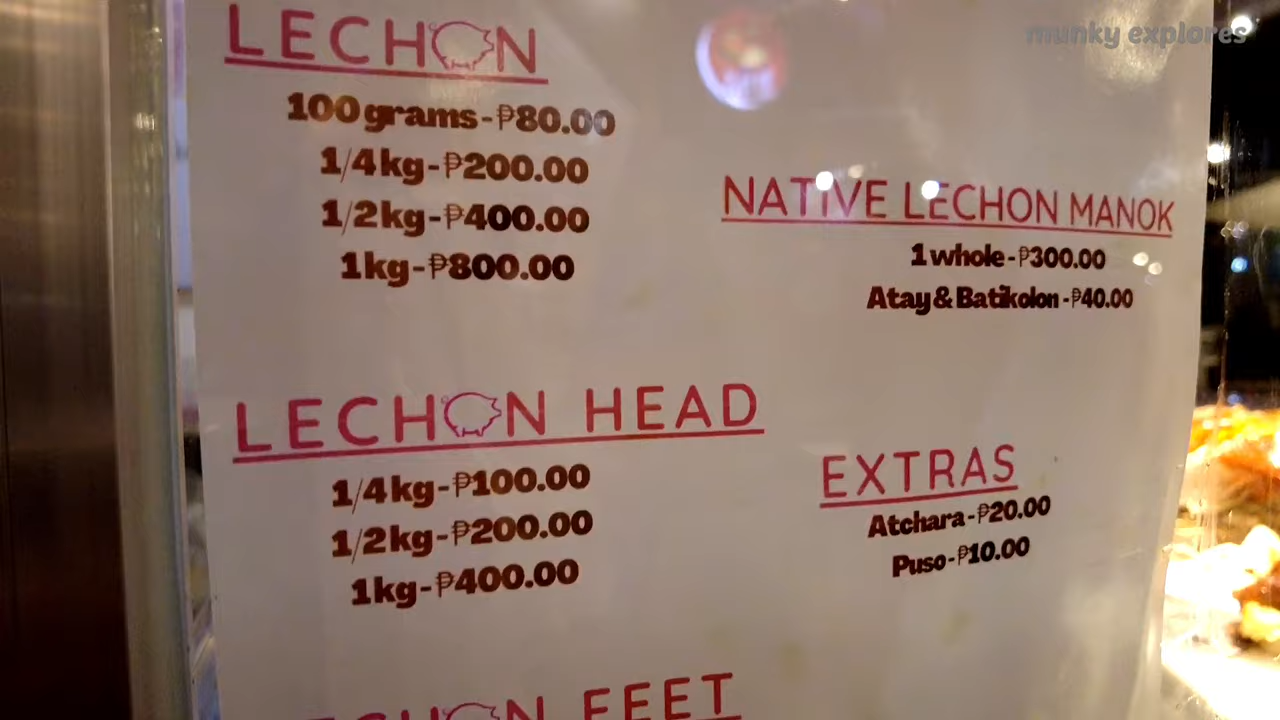 munky explores
LECHON
100 grams - ₱80.00
1/4 kg - ₱200.00
1/2 kg - ₱400.00
1 kg - ₱800.00
NATIVE LECHON MANOK
1 whole - ₱300.00
Atay & Batikolon - ₱40.00
LECHON HEAD
1/4 kg - ₱100.00
1/2 kg - ₱200.00
1 kg - ₱400.00
EXTRAS
Atchara - ₱20.00
Puso - ₱10.00
LECHON FEET